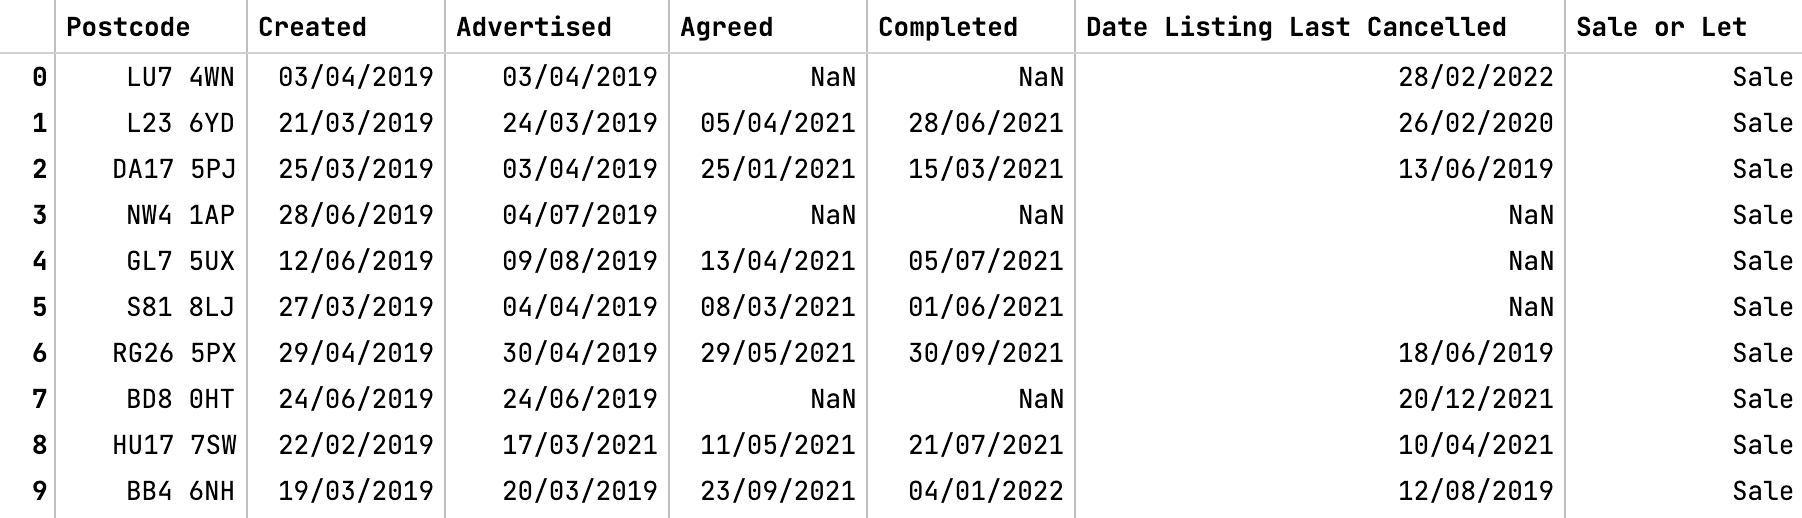 Postcode Created Advertised Agreed Completed Date Listing Last Cancelled Sale or Let
0 LU7 4WN 03/04/2019 03/04/2019 NaN NaN 28/02/2022 Sale
1 L23 6YD 21/03/2019 24/03/2019 05/04/2021 28/06/2021 26/02/2020 Sale
2 DA17 5PJ 25/03/2019 03/04/2019 25/01/2021 15/03/2021 13/06/2019 Sale
3 NW4 1AP 28/06/2019 04/07/2019 NaN NaN NaN Sale
4 GL7 5UX 12/06/2019 09/08/2019 13/04/2021 05/07/2021 NaN Sale
5 S81 8LJ 27/03/2019 04/04/2019 08/03/2021 01/06/2021 NaN Sale
6 RG26 5PX 29/04/2019 30/04/2019 29/05/2021 30/09/2021 18/06/2019 Sale
7 BD8 0HT 24/06/2019 24/06/2019 NaN NaN 20/12/2021 Sale
8 HU17 7SW 22/02/2019 17/03/2021 11/05/2021 21/07/2021 10/04/2021 Sale
9 BB4 6NH 19/03/2019 20/03/2019 23/09/2021 04/01/2022 12/08/2019 Sale